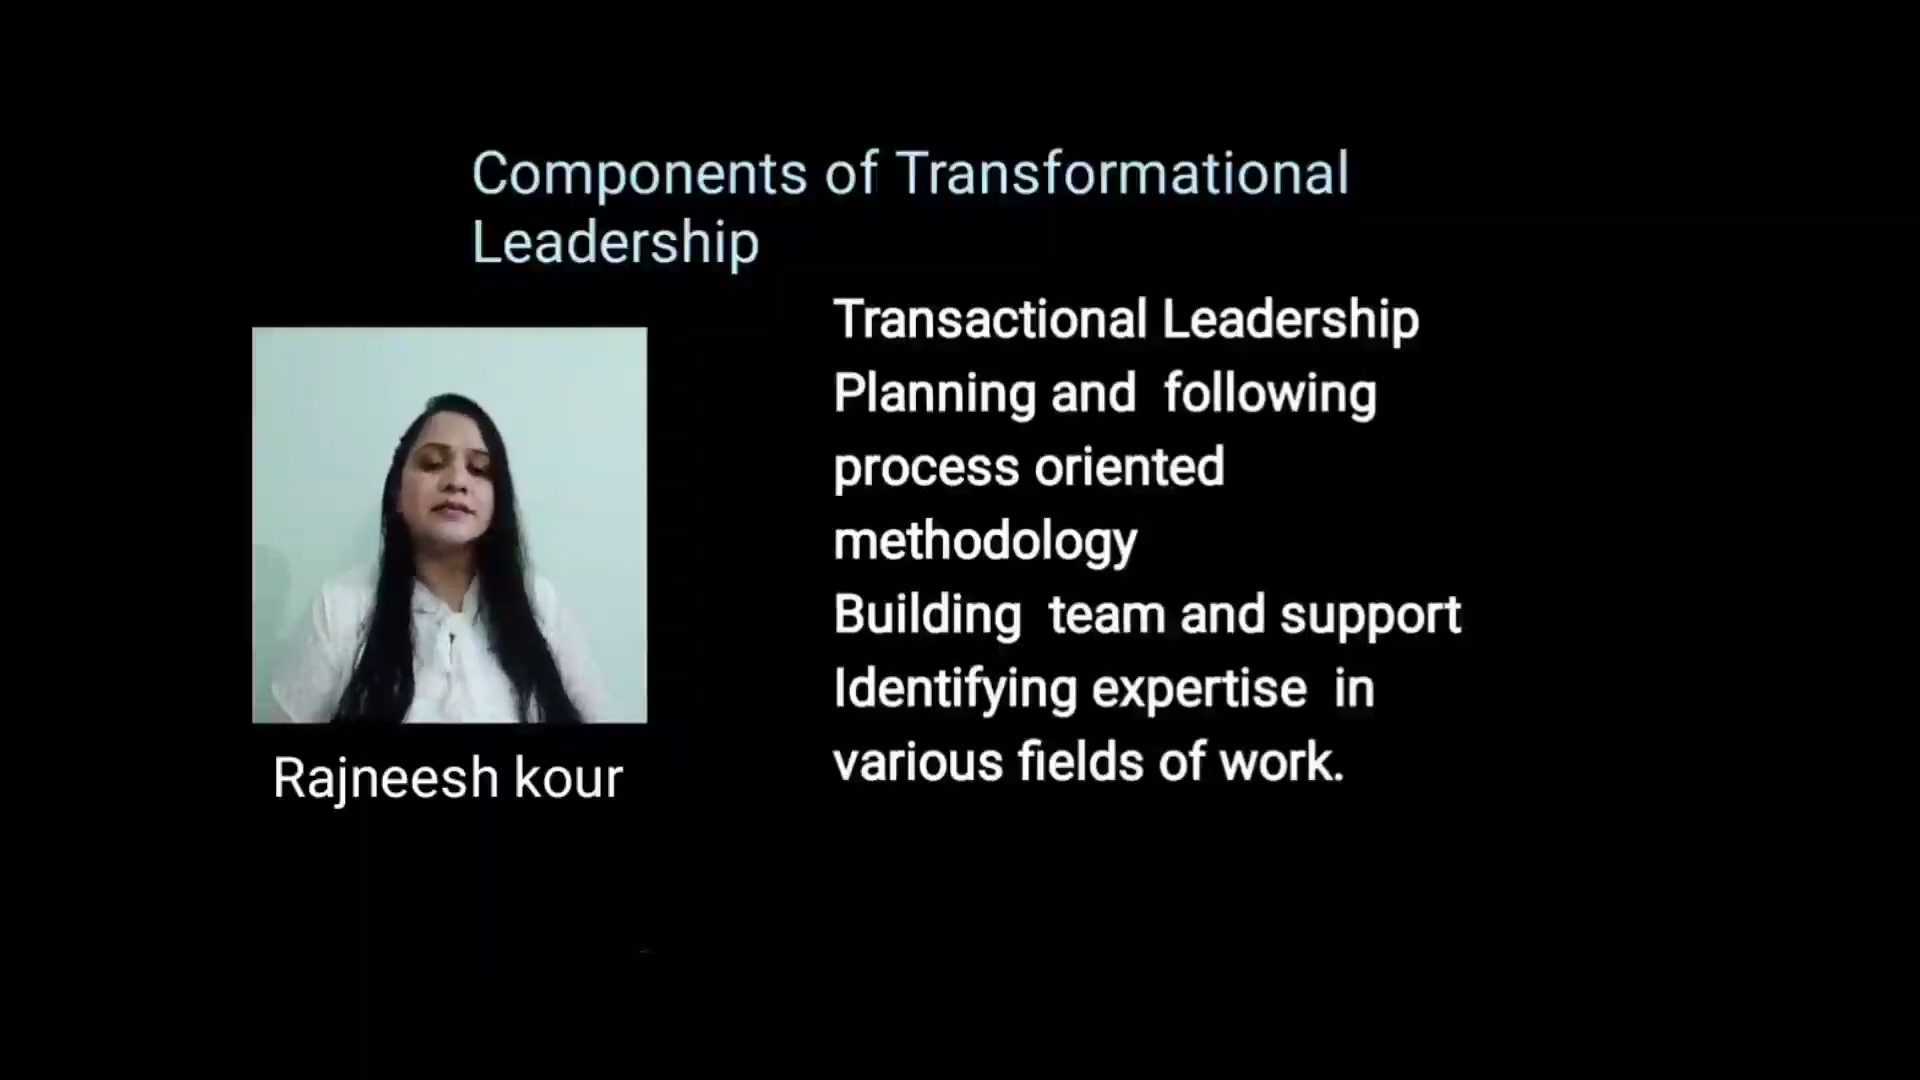 Components of Transformational
Leadership
Transactional Leadership
Planning and  following
process oriented
methodology
Building  team and support
Identifying expertise  in
various fields of work.
Rajneesh kour